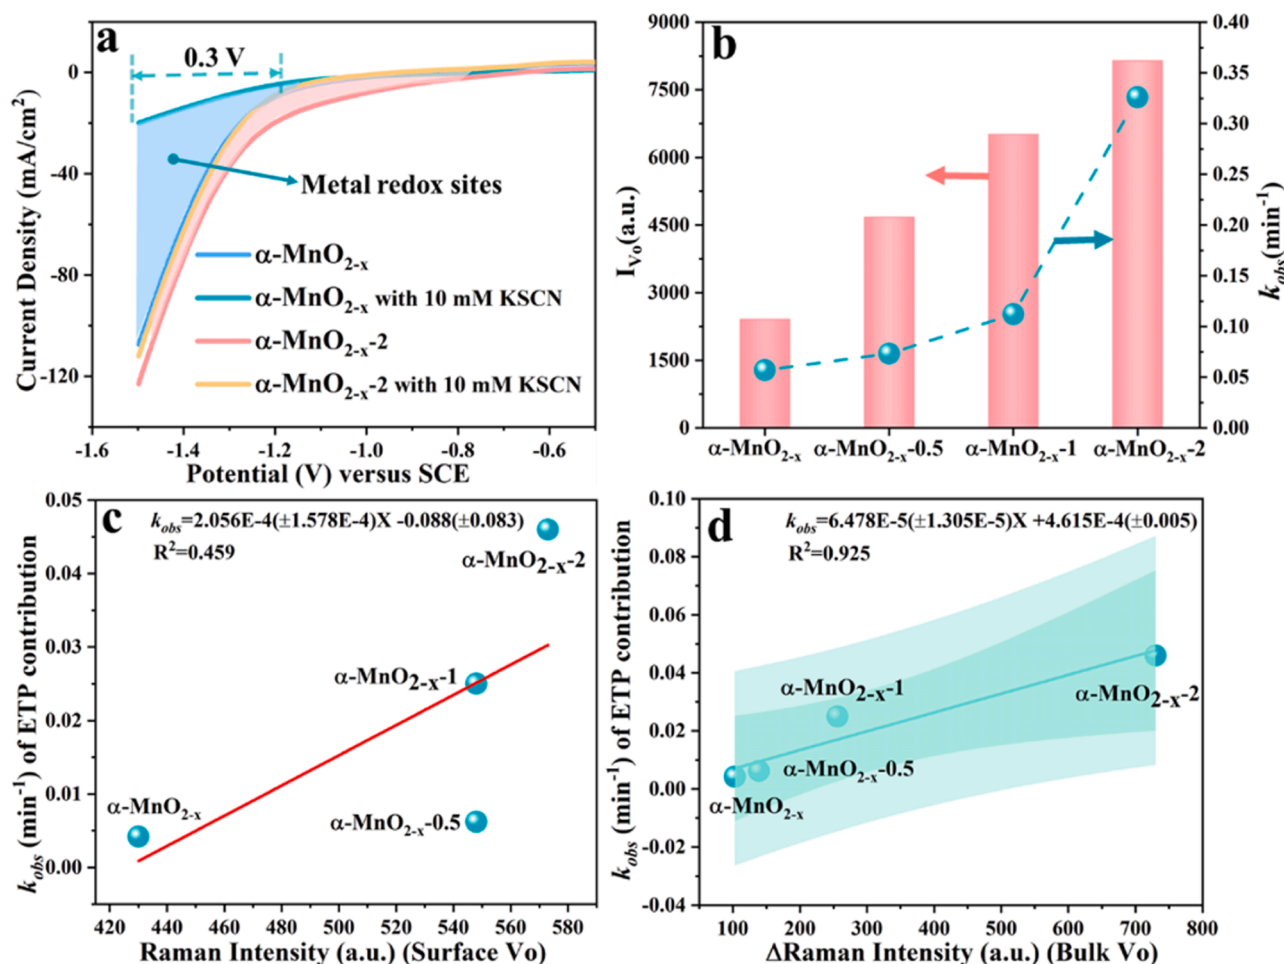 a
0.3 V
Metal redox sites
α-MnO₂₋ₓ
α-MnO₂₋ₓ with 10 mM KSCN
α-MnO₂₋ₓ-2
α-MnO₂₋ₓ-2 with 10 mM KSCN
Current Density (mA/cm²)
0
-40
-80
-120
-1.6 -1.4 -1.2 -1.0 -0.8 -0.6
Potential (V) versus SCE
b
I_Vo(a.u.)
9000
7500
6000
4500
3000
1500
0
k_obs(min⁻¹)
0.40
0.35
0.30
0.25
0.20
0.15
0.10
0.05
0.00
α-MnO₂₋ₓ α-MnO₂₋ₓ-0.5 α-MnO₂₋ₓ-1 α-MnO₂₋ₓ-2
c
k_obs=2.056E-4(±1.578E-4)X -0.088(±0.083)
R²=0.459
α-MnO₂₋ₓ-2
α-MnO₂₋ₓ-1
α-MnO₂₋ₓ
α-MnO₂₋ₓ-0.5
k_obs (min⁻¹) of ETP contribution
0.05
0.04
0.03
0.02
0.01
0.00
420 440 460 480 500 520 540 560 580
Raman Intensity (a.u.) (Surface Vo)
d
k_obs=6.478E-5(±1.305E-5)X +4.615E-4(±0.005)
R²=0.925
α-MnO₂₋ₓ-1
α-MnO₂₋ₓ-2
α-MnO₂₋ₓ-0.5
α-MnO₂₋ₓ
k_obs (min⁻¹) of ETP contribution
0.10
0.08
0.06
0.04
0.02
0.00
-0.02
-0.04
100 200 300 400 500 600 700 800
ΔRaman Intensity (a.u.) (Bulk Vo)